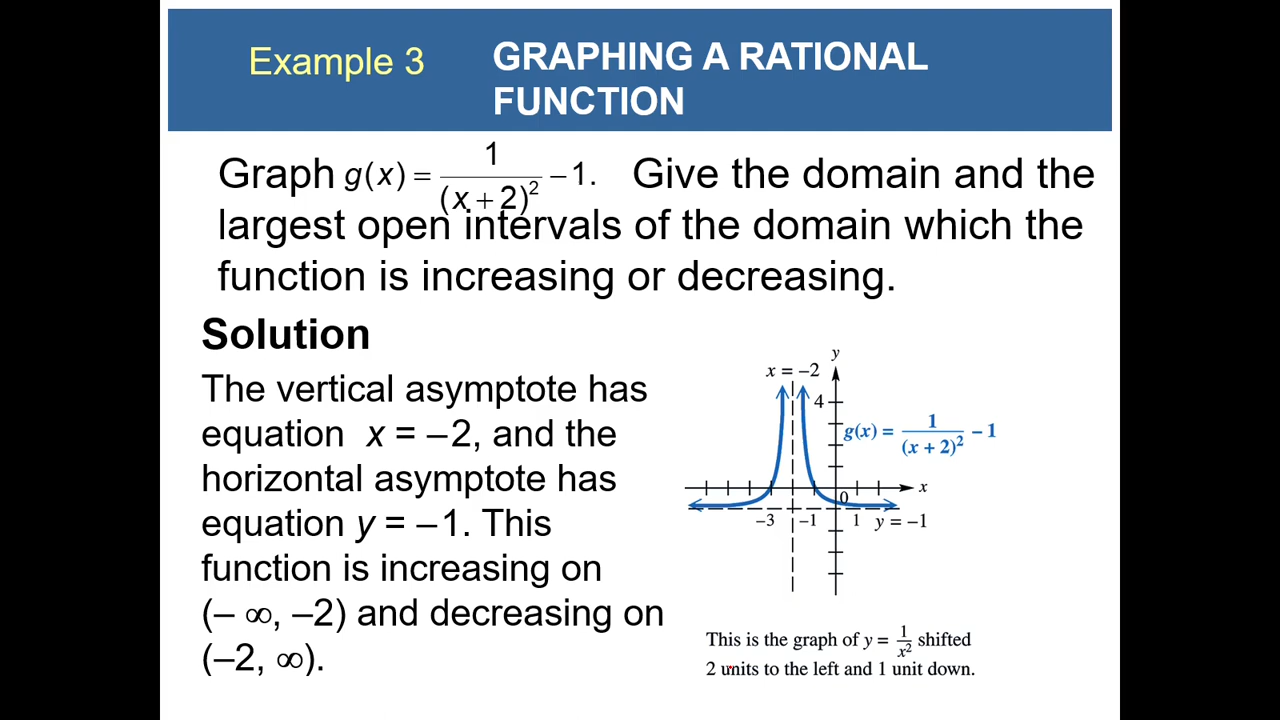 Example 3
GRAPHING A RATIONAL
FUNCTION
Graph g(x) = 1/(x + 2)² − 1. Give the domain and the
largest open intervals of the domain which the
function is increasing or decreasing.
Solution
The vertical asymptote has
equation x = −2, and the
horizontal asymptote has
equation y = −1. This
function is increasing on
(– ∞, –2) and decreasing on
(–2, ∞).
y
x = −2
4
g(x) = 1/(x + 2)² − 1
x
0
−3 −1 1 y = −1
This is the graph of y = 1/x² shifted
2 units to the left and 1 unit down.